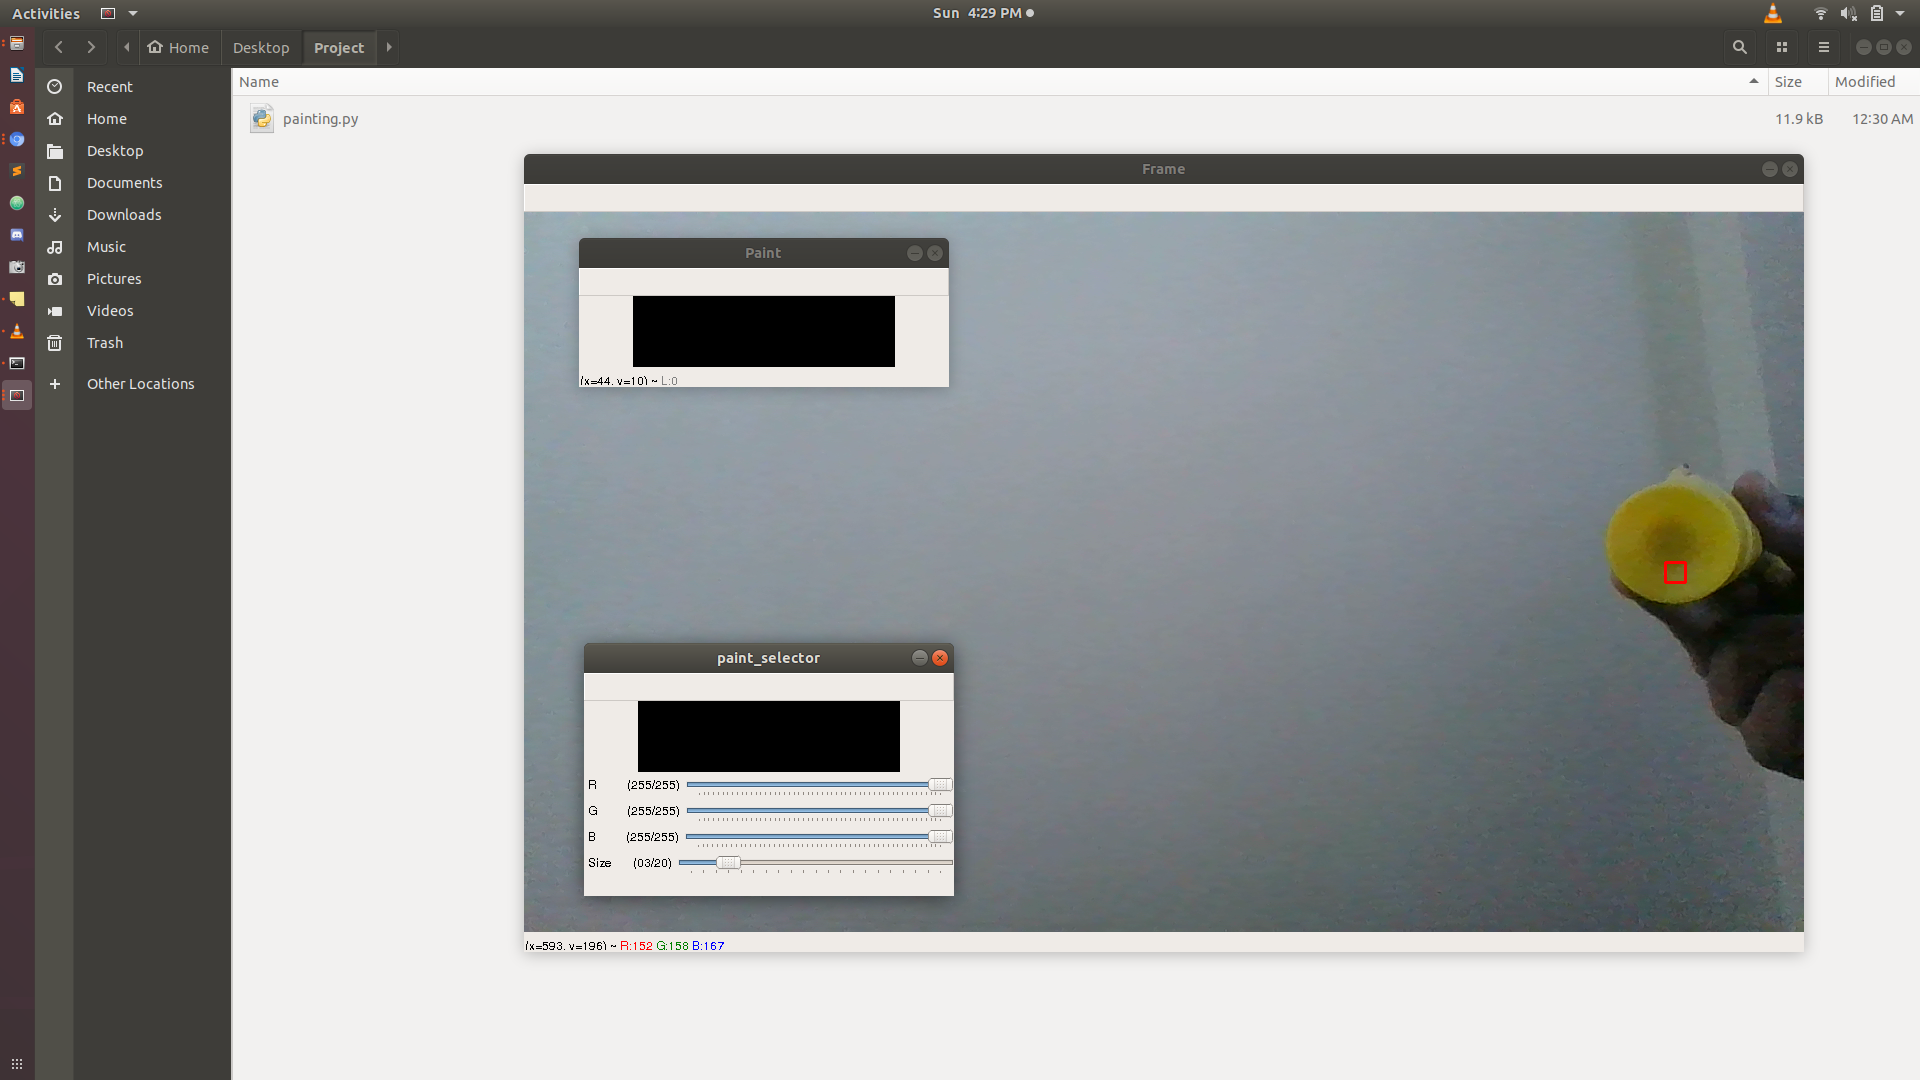 Activities
Sun 4:29 PM
Home Desktop Project
Name Size Modified
Recent
painting.py 11.9 kB 12:30 AM
Home
Desktop
Documents
Downloads
Music
Pictures
Videos
Trash
Other Locations
Frame
Paint
(x=44, y=10) ~ L:0
paint_selector
R (255/255)
G (255/255)
B (255/255)
Size (03/20)
(x=593, y=196) ~ R:152 G:158 B:167